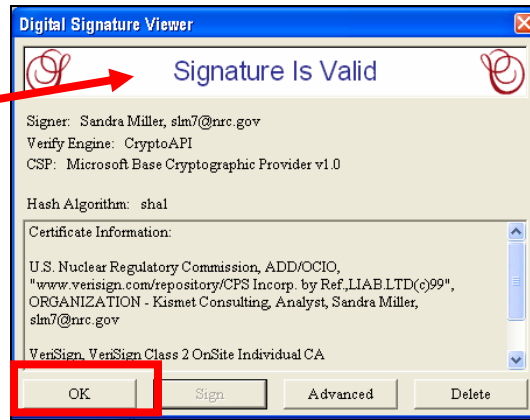 Digital Signature Viewer
Signature Is Valid
Signer: Sandra Miller, slm7@nrc.gov
Verify Engine: CryptoAPI
CSP: Microsoft Base Cryptographic Provider v1.0
Hash Algorithm: sha1
Certificate Information:
U.S. Nuclear Regulatory Commission, ADD/OCIO,
"www.verisign.com/repository/CPS Incorp. by Ref.,LIAB.LTD(c)99",
ORGANIZATION - Kismet Consulting, Analyst, Sandra Miller,
slm7@nrc.gov
VeriSign, VeriSign Class 2 OnSite Individual CA
OK Sign Advanced Delete